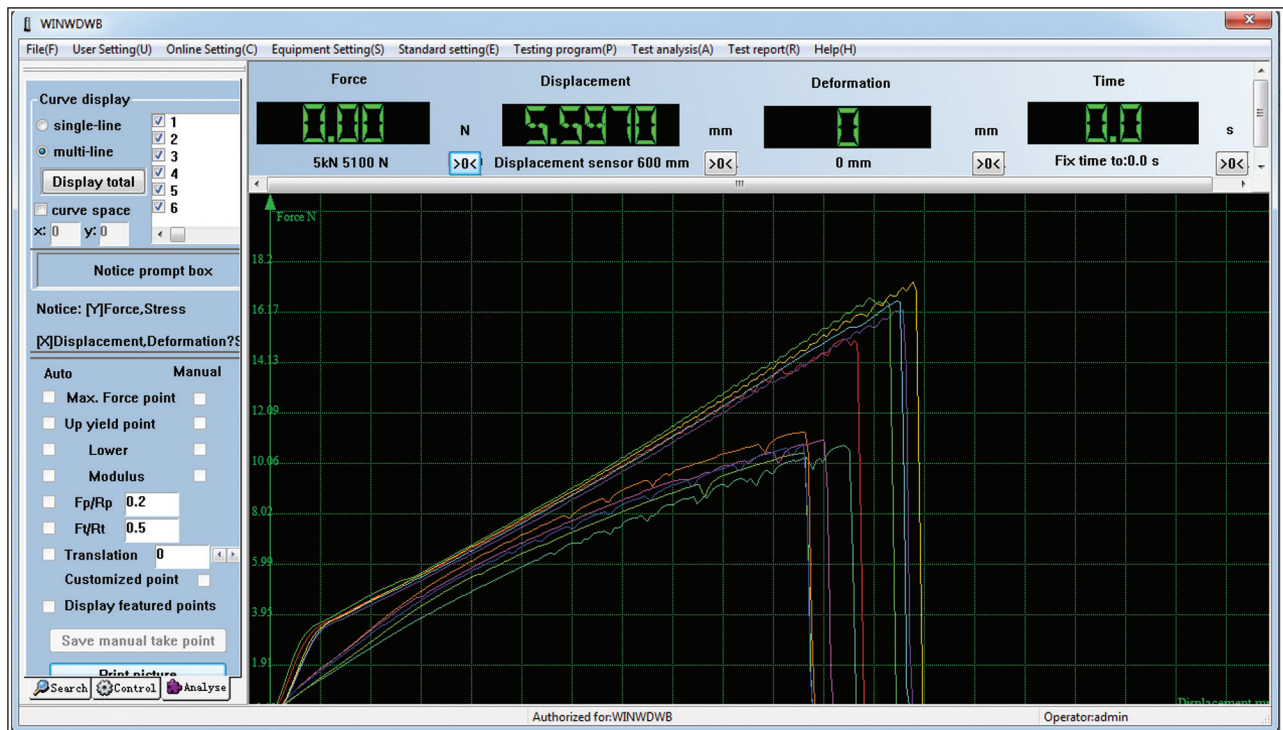 WINWDWB
File(F) User Setting(U) Online Setting(C) Equipment Setting(S) Standard setting(E) Testing program(P) Test analysis(A) Test report(R) Help(H)
Force Displacement Deformation Time
0.00 N 5.5970 mm 0 mm 0.0 s
5kN 5100 N >0< Displacement sensor 600 mm >0< 0 mm >0< Fix time to:0.0 s >0<
Curve display
single-line
multi-line
Display total
1
2
3
4
5
6
curve space
x: 0 y: 0
Notice prompt box
Notice: [Y]Force,Stress
[X]Displacement,Deformation?S
Auto Manual
Max. Force point
Up yield point
Lower
Modulus
Fp/Rp 0.2
Ft/Rt 0.5
Translation 0
Customized point
Display featured points
Save manual take point
Print picture
Search Control Analyse
Force N
18.2
16.17
14.13
12.09
10.06
8.02
5.99
3.95
1.91
Displacement mm
Authorized for:WINWDWB Operator:admin